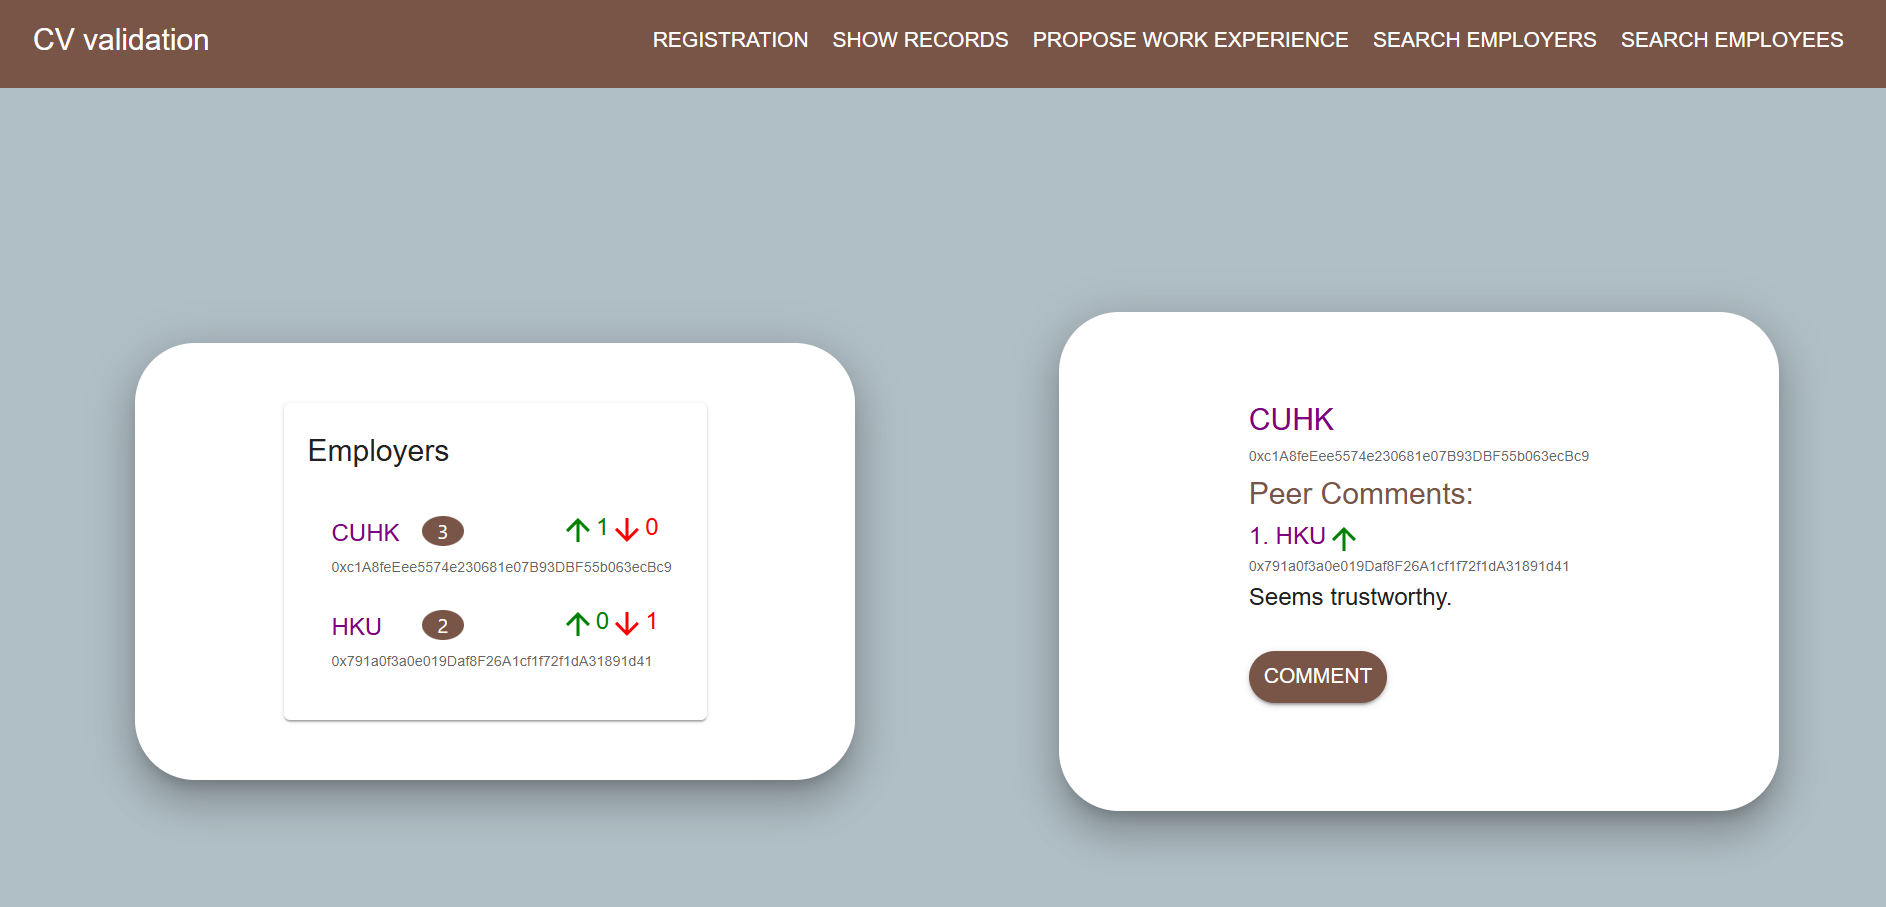 CV validation
REGISTRATION SHOW RECORDS PROPOSE WORK EXPERIENCE SEARCH EMPLOYERS SEARCH EMPLOYEES
Employers
CUHK 3 1 0
0xc1A8feEee5574e230681e07B93DBF55b063ecBc9
HKU 2 0 1
0x791a0f3a0e019Daf8F26A1cf1f72f1dA31891d41
CUHK
0xc1A8feEee5574e230681e07B93DBF55b063ecBc9
Peer Comments:
1. HKU
0x791a0f3a0e019Daf8F26A1cf1f72f1dA31891d41
Seems trustworthy.
COMMENT